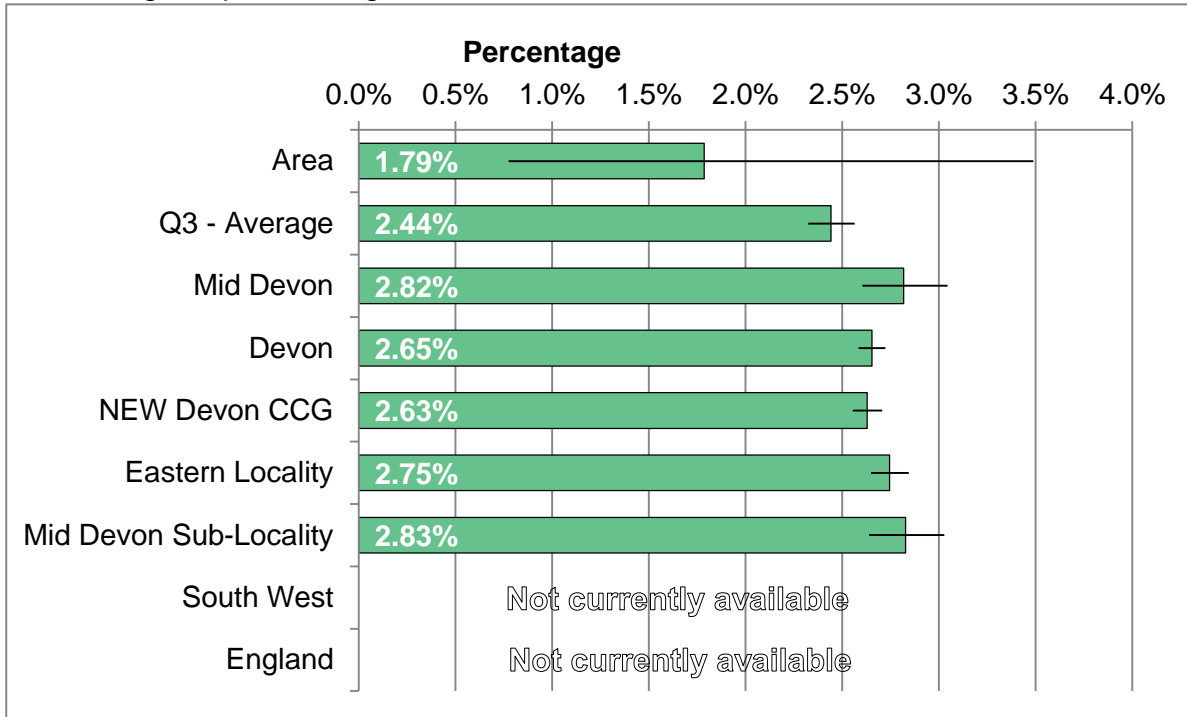 Percentage
0.0% 0.5% 1.0% 1.5% 2.0% 2.5% 3.0% 3.5% 4.0%
Area 1.79%
Q3 - Average 2.44%
Mid Devon 2.82%
Devon 2.65%
NEW Devon CCG 2.63%
Eastern Locality 2.75%
Mid Devon Sub-Locality 2.83%
South West Not currently available
England Not currently available